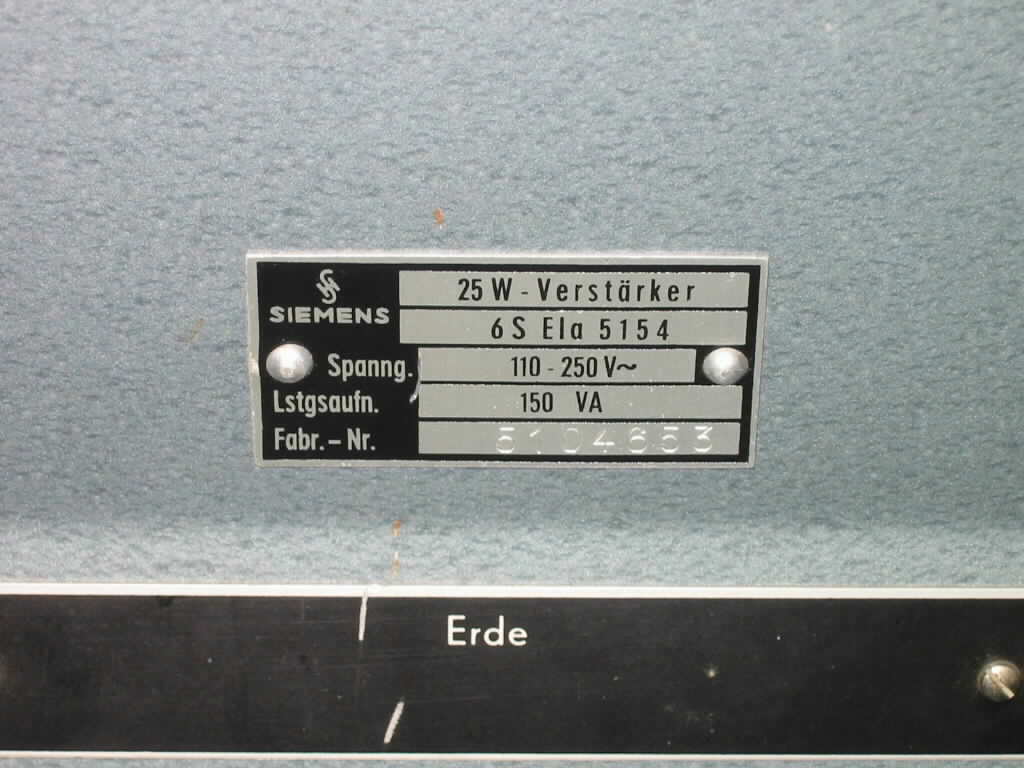 SIEMENS
25 W - Verstärker
6 S Ela 5154
Spanng. 110 - 250 V~
Lstgsaufn. 150 VA
Fabr. - Nr. 5104653
Erde